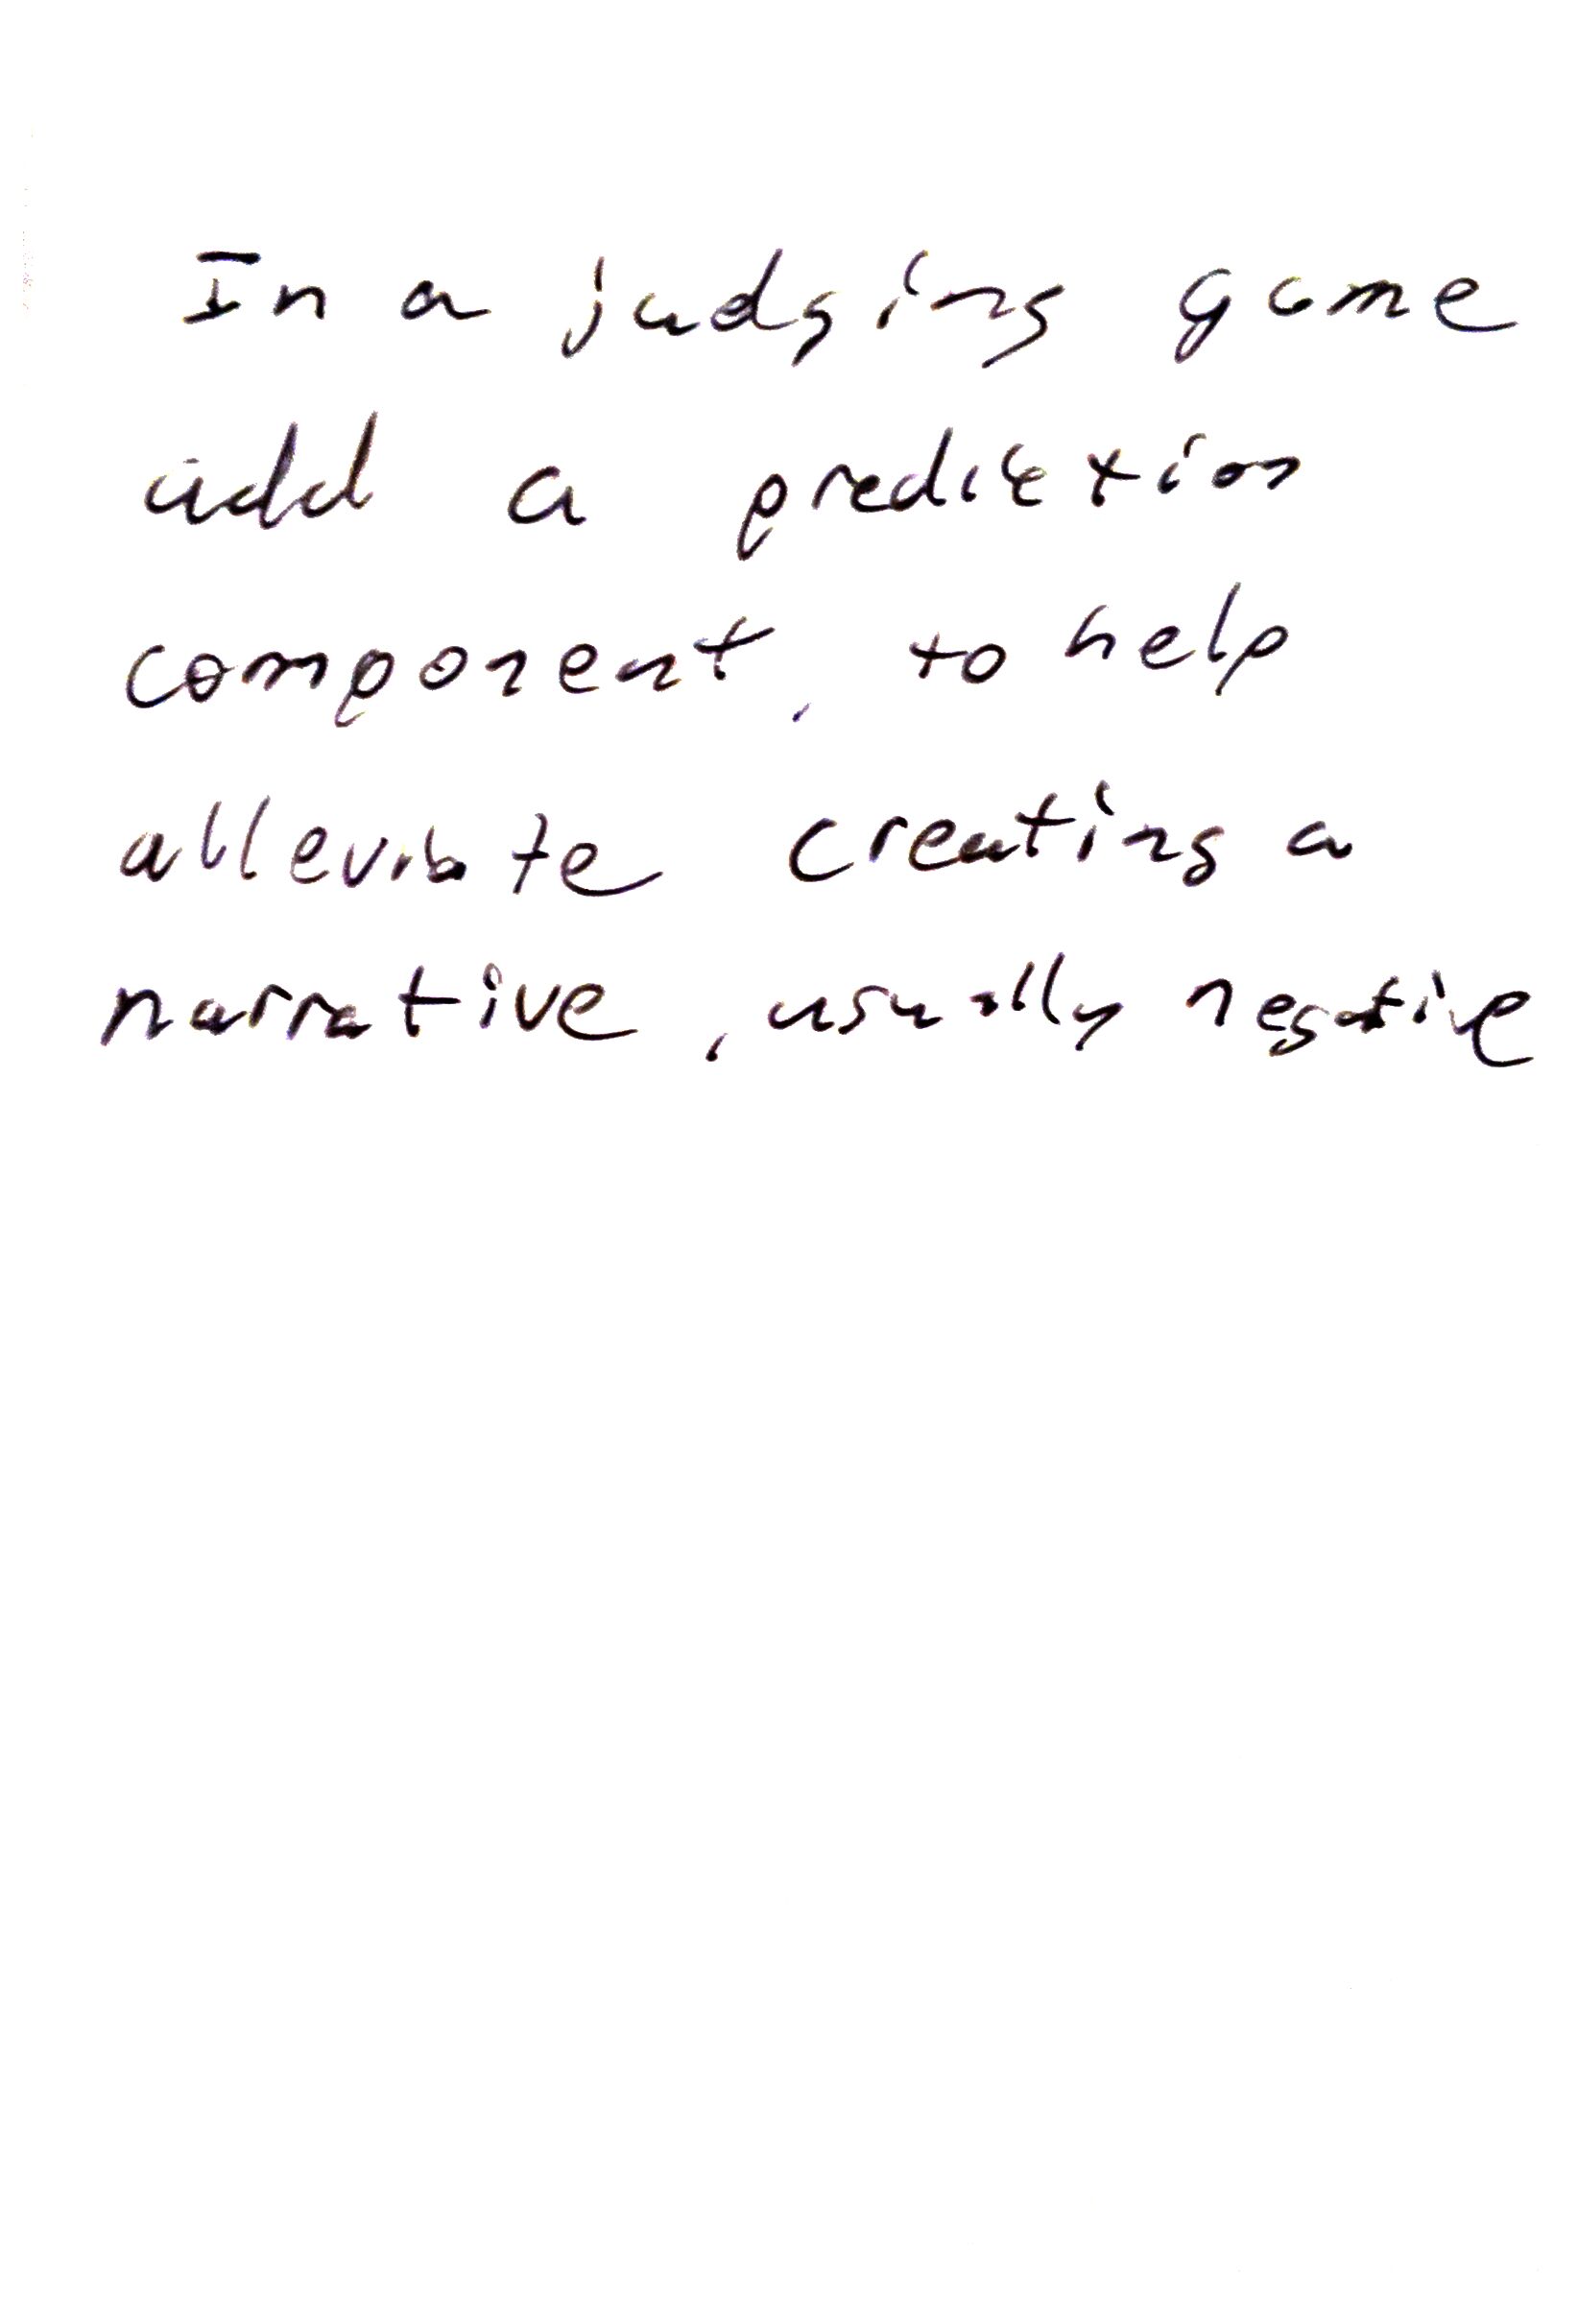 In a judging game
add a prediction
component, to help
alleviate creating a
narrative, usually negative